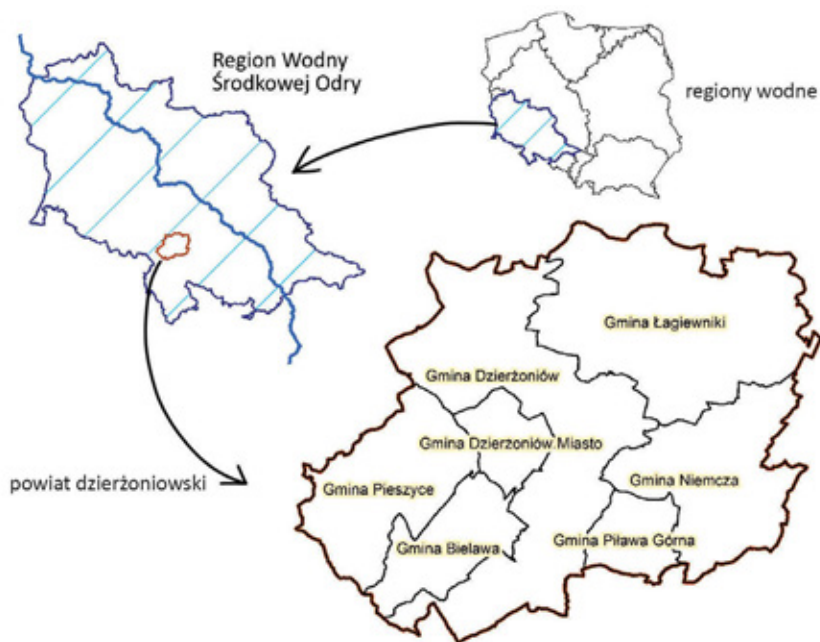 Region Wodny
Środkowej Odry
regiony wodne
Gmina Łagiewniki
Gmina Dzierżoniów
Gmina Dzierzoniów Miasto
powiat dzierżoniowski
Gmina Pieszyce
Gmina Niemcza
Gmina Bielawa
Gmina Piława Górna